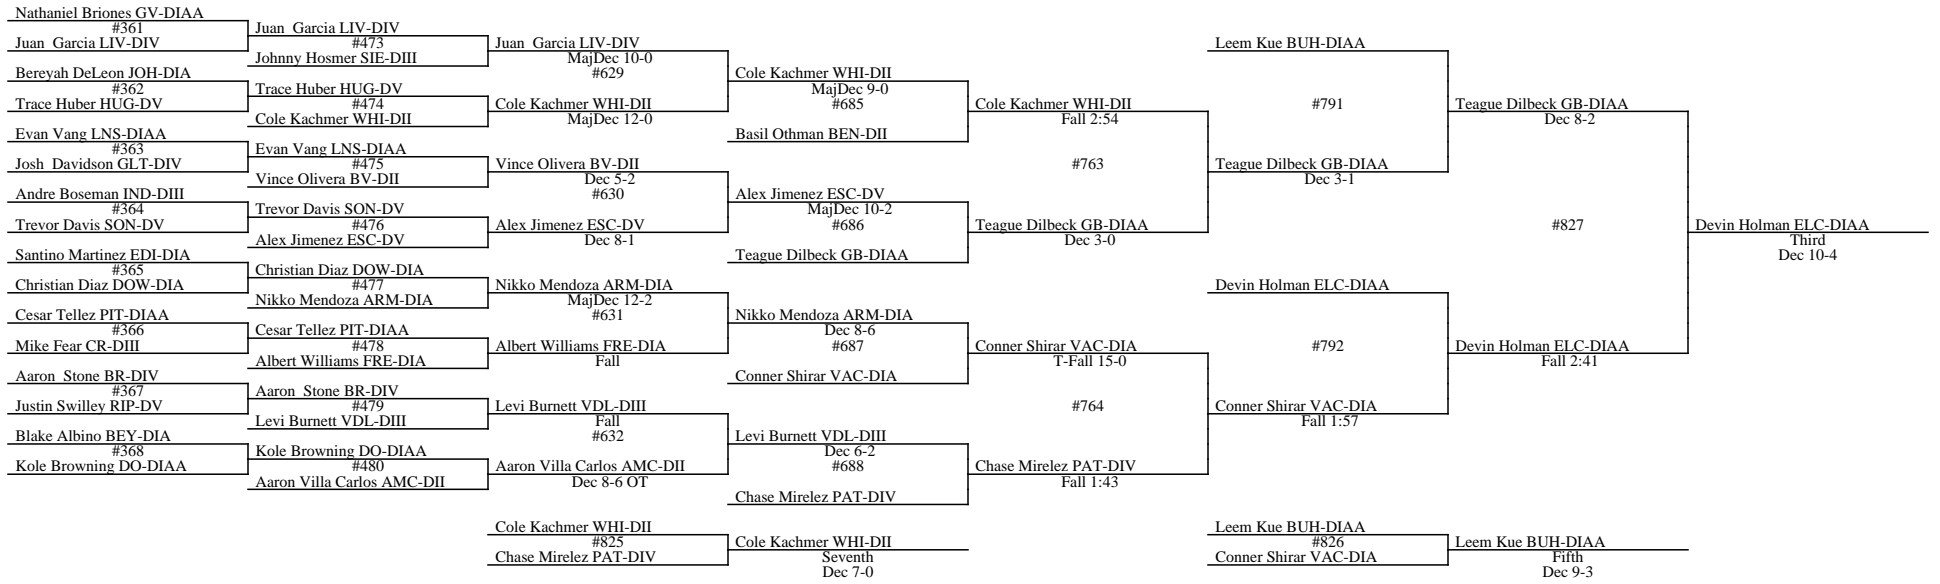 Nathaniel Briones GV-DIAA
#361
Juan  Garcia LIV-DIV
Bereyah DeLeon JOH-DIA
#362
Trace Huber HUG-DV
Evan Vang LNS-DIAA
#363
Josh  Davidson GLT-DIV
Andre Boseman IND-DIII
#364
Trevor Davis SON-DV
Santino Martinez EDI-DIA
#365
Christian Diaz DOW-DIA
Cesar Tellez PIT-DIAA
#366
Mike Fear CR-DIII
Aaron  Stone BR-DIV
#367
Justin Swilley RIP-DV
Blake Albino BEY-DIA
#368
Kole Browning DO-DIAA
Juan  Garcia LIV-DIV
#473
Johnny Hosmer SIE-DIII
Trace Huber HUG-DV
#474
Cole Kachmer WHI-DII
Evan Vang LNS-DIAA
#475
Vince Olivera BV-DII
Trevor Davis SON-DV
#476
Alex Jimenez ESC-DV
Christian Diaz DOW-DIA
#477
Nikko Mendoza ARM-DIA
Cesar Tellez PIT-DIAA
#478
Albert Williams FRE-DIA
Aaron  Stone BR-DIV
#479
Levi Burnett VDL-DIII
Kole Browning DO-DIAA
#480
Aaron Villa Carlos AMC-DII
Juan  Garcia LIV-DIV
MajDec 10-0
#629
Cole Kachmer WHI-DII
MajDec 12-0
Vince Olivera BV-DII
Dec 5-2
#630
Alex Jimenez ESC-DV
Dec 8-1
Nikko Mendoza ARM-DIA
MajDec 12-2
#631
Albert Williams FRE-DIA
Fall
Levi Burnett VDL-DIII
Fall
#632
Aaron Villa Carlos AMC-DII
Dec 8-6 OT
Cole Kachmer WHI-DII
MajDec 9-0
#685
Basil Othman BEN-DII
Alex Jimenez ESC-DV
MajDec 10-2
#686
Teague Dilbeck GB-DIAA
Nikko Mendoza ARM-DIA
Dec 8-6
#687
Conner Shirar VAC-DIA
Levi Burnett VDL-DIII
Dec 6-2
#688
Chase Mirelez PAT-DIV
Cole Kachmer WHI-DII
Fall 2:54
#763
Teague Dilbeck GB-DIAA
Dec 3-0
Conner Shirar VAC-DIA
T-Fall 15-0
#764
Chase Mirelez PAT-DIV
Fall 1:43
Leem Kue BUH-DIAA
#791
Teague Dilbeck GB-DIAA
Dec 3-1
Devin Holman ELC-DIAA
#792
Conner Shirar VAC-DIA
Fall 1:57
Teague Dilbeck GB-DIAA
Dec 8-2
#827
Devin Holman ELC-DIAA
Fall 2:41
Devin Holman ELC-DIAA
Third
Dec 10-4
Cole Kachmer WHI-DII
#825
Chase Mirelez PAT-DIV
Cole Kachmer WHI-DII
Seventh
Dec 7-0
Leem Kue BUH-DIAA
#826
Conner Shirar VAC-DIA
Leem Kue BUH-DIAA
Fifth
Dec 9-3